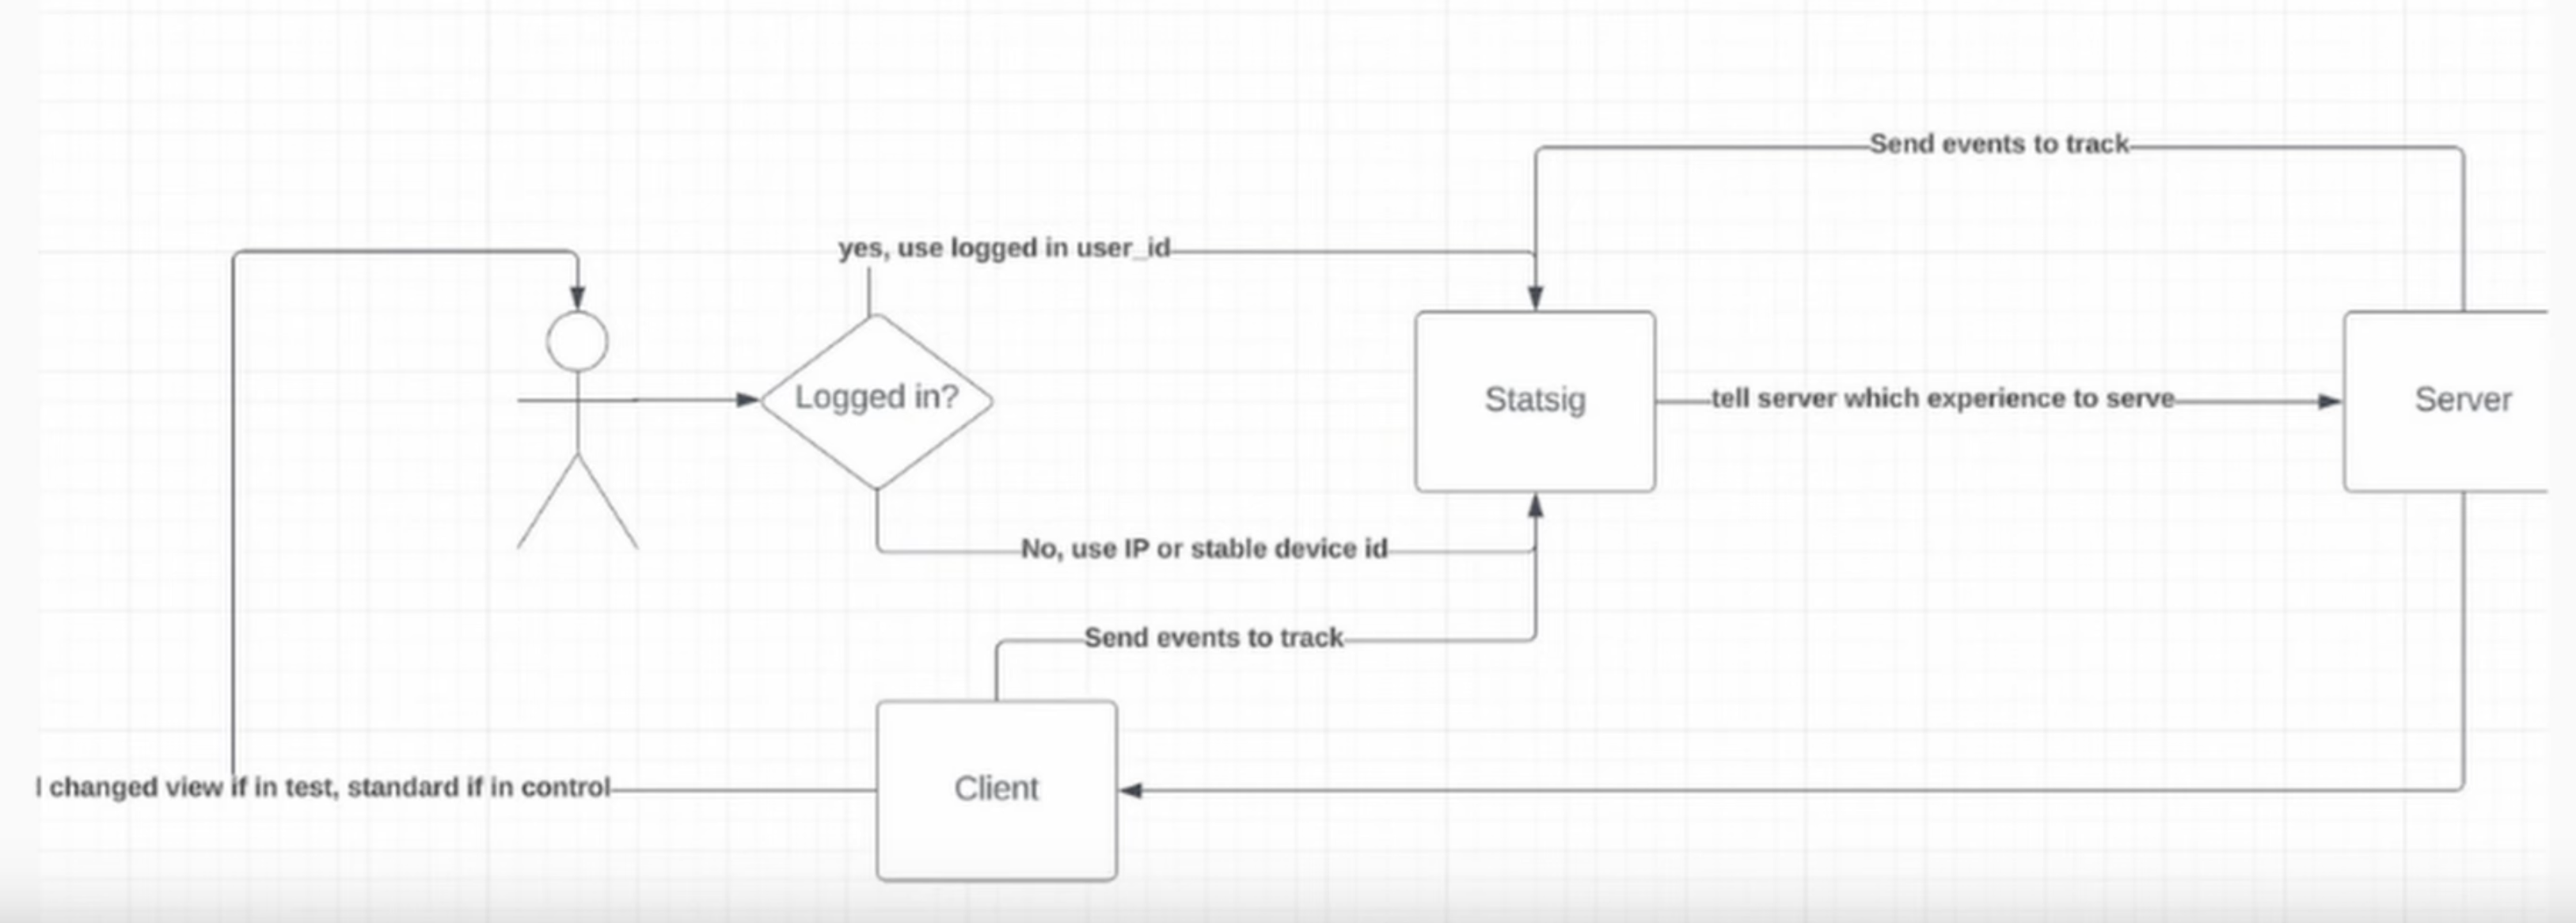 Send events to track
yes, use logged in user_id
Logged in?
Statsig
tell server which experience to serve
Server
No, use IP or stable device id
Send events to track
changed view if in test, standard if in control
Client